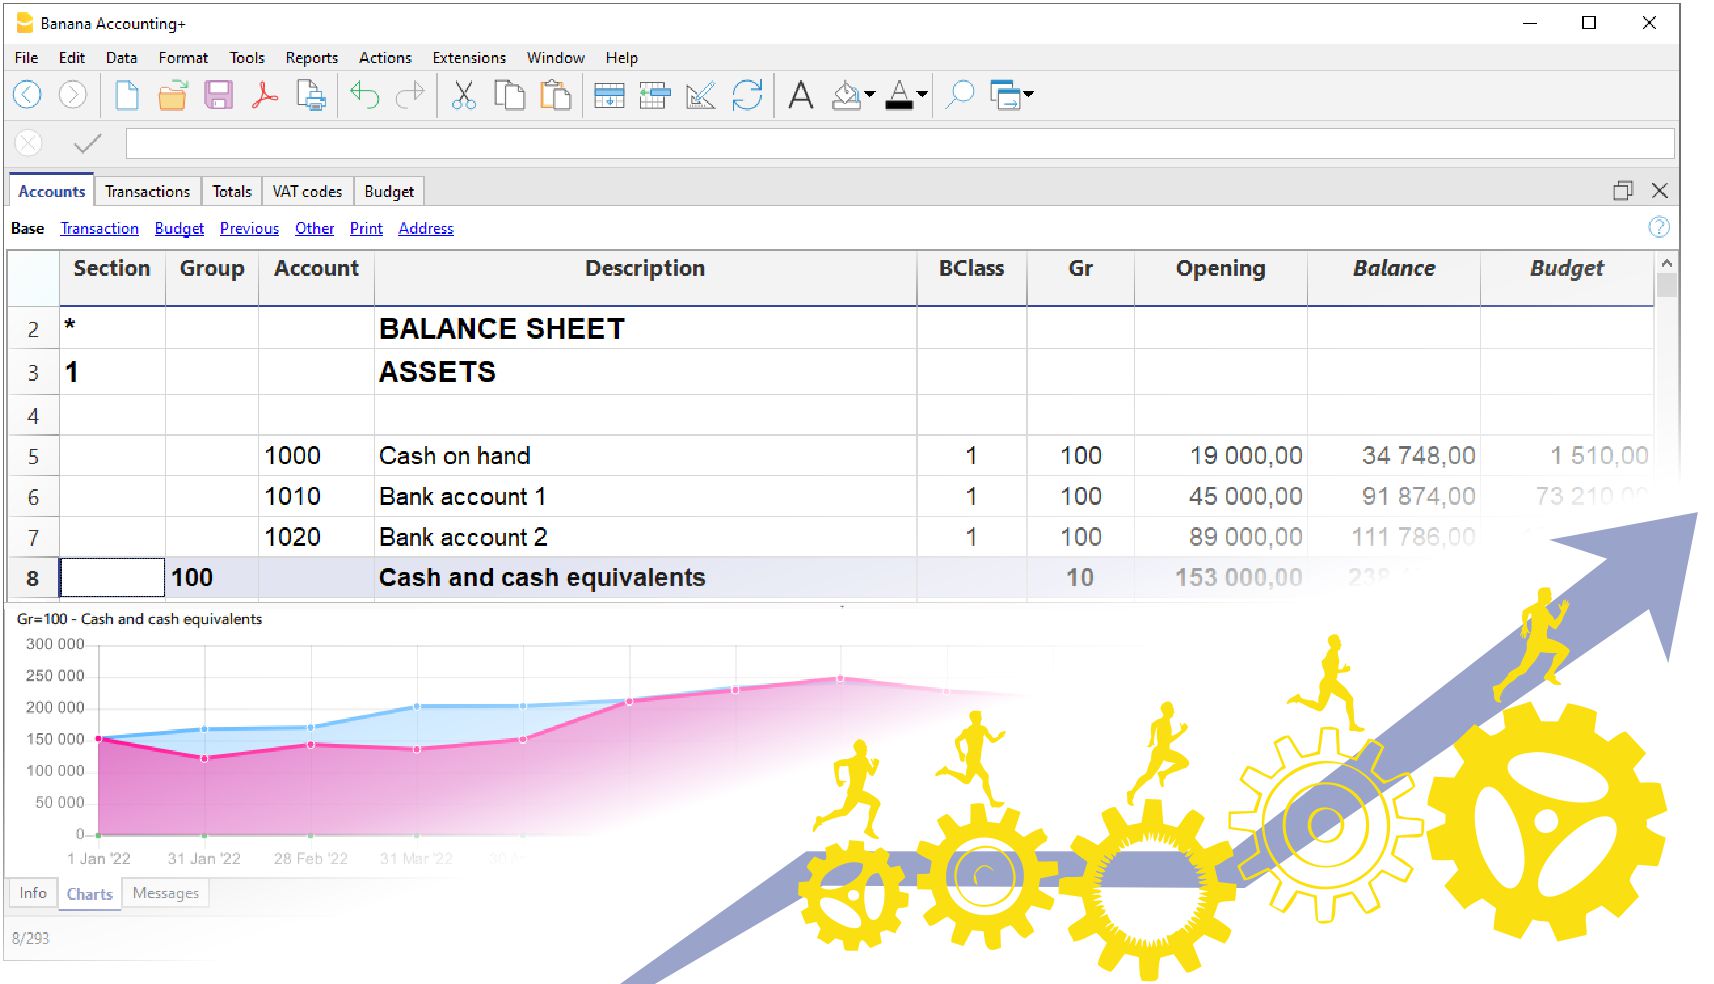 Banana Accounting+
File Edit Data Format Tools Reports Actions Extensions Window Help
Accounts Transactions Totals VAT codes Budget
Base Transaction Budget Previous Other Print Address
Section Group Account Description BClass Gr Opening Balance Budget
2 * BALANCE SHEET
3 1 ASSETS
4
5 1000 Cash on hand 1 100 19 000,00 34 748,00 1 510,00
6 1010 Bank account 1 1 100 45 000,00 91 874,00 73 210,00
7 1020 Bank account 2 1 100 89 000,00 111 786,00
8 100 Cash and cash equivalents 10 153 000,00
Gr=100 - Cash and cash equivalents
300 000
250 000
200 000
150 000
100 000
50 000
0
1 Jan '22 31 Jan '22 28 Feb '22 31 Mar '22
Info Charts Messages
8/293